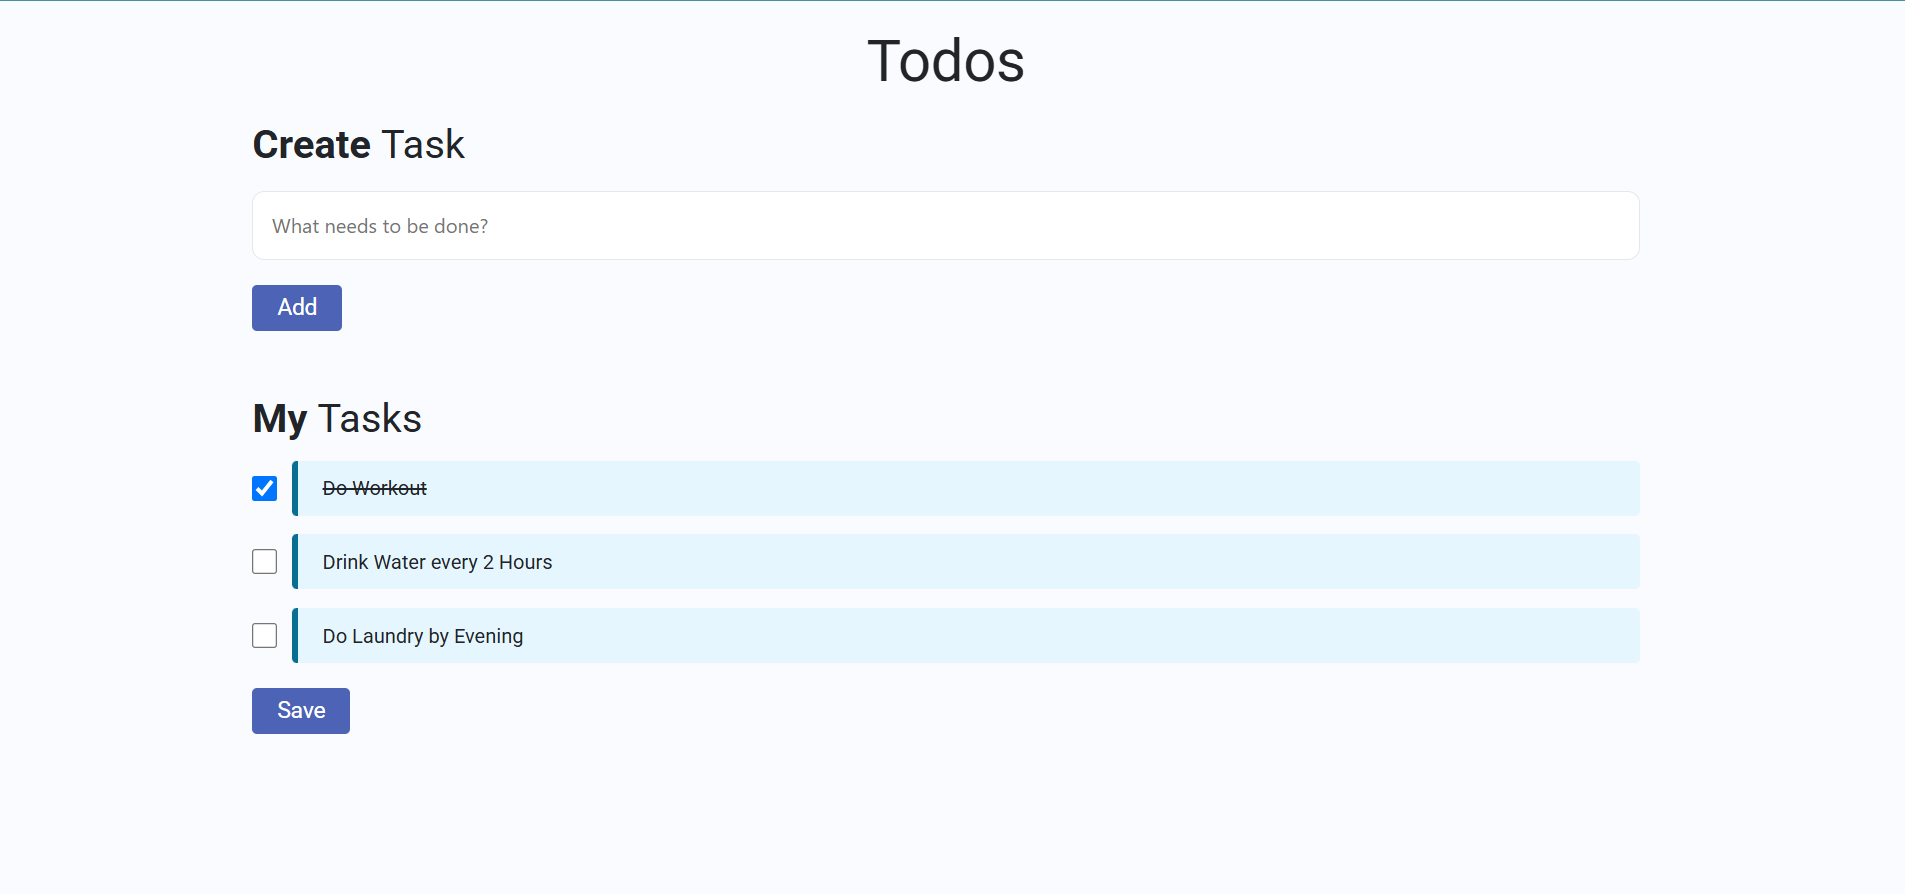 Todos
Create Task
What needs to be done?
Add
My Tasks
Do Workout
Drink Water every 2 Hours
Do Laundry by Evening
Save